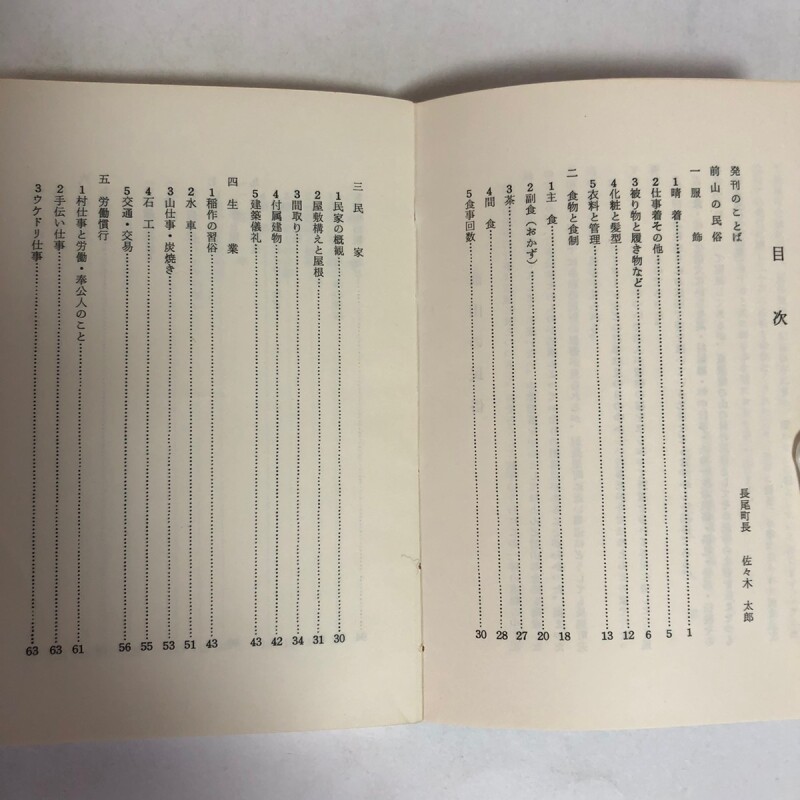 目次
発刊のことば
長尾町長 佐々木 太郎
前山の民俗
一 服飾
1晴着 1
2仕事着その他 5
3被り物と履き物など 6
4化粧と髪型 12
5衣料と管理 13
二 食物と食制 18
1主食 20
2副食(おかず) 27
3茶 27
4間食 28
5食事回数 30
三 民家
1民家の概観 30
2屋敷構えと屋根 31
3間取り 34
4付属建物 42
5建築儀礼 43
四 生業
1稲作の習俗 43
2水車 51
3山仕事・炭焼き 53
4石工 55
5交通・交易 56
五 労働慣行
1村仕事と労働・奉公人のこと 61
2手伝い仕事 63
3ウケドリ仕事 63